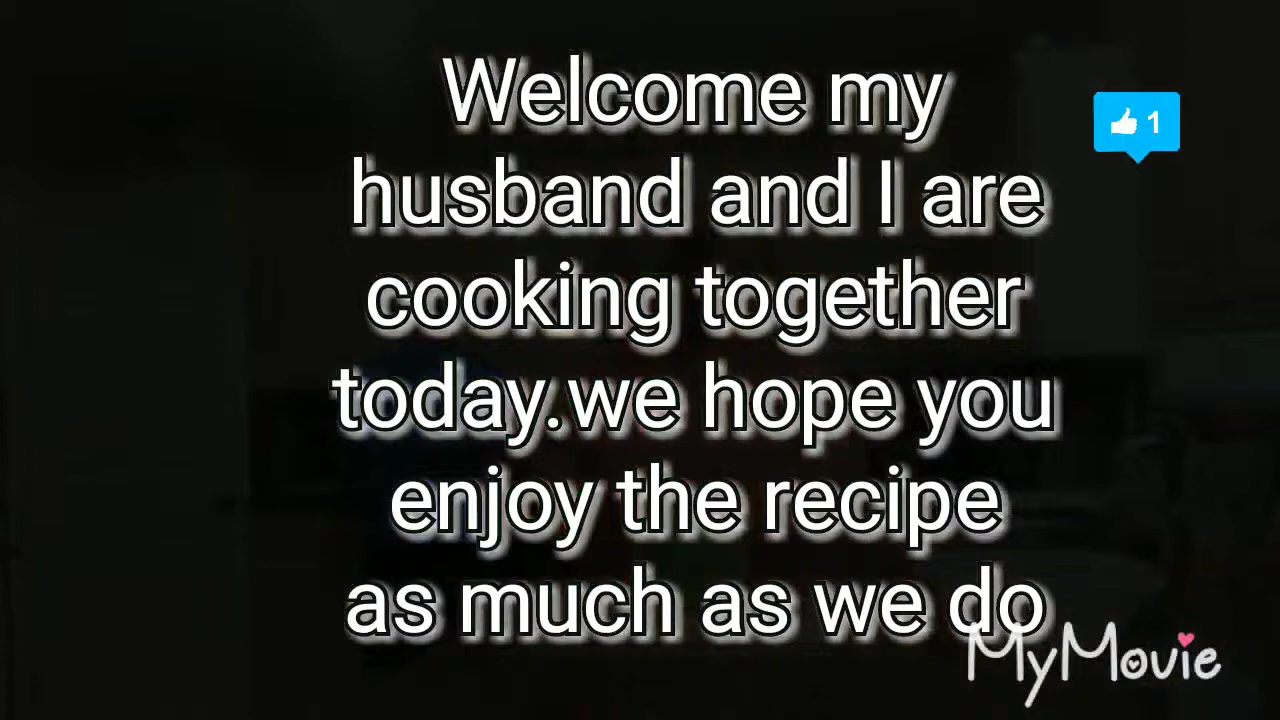 Welcome my
husband and I are
cooking together
today.we hope you
enjoy the recipe
as much as we do
1
MyMovie